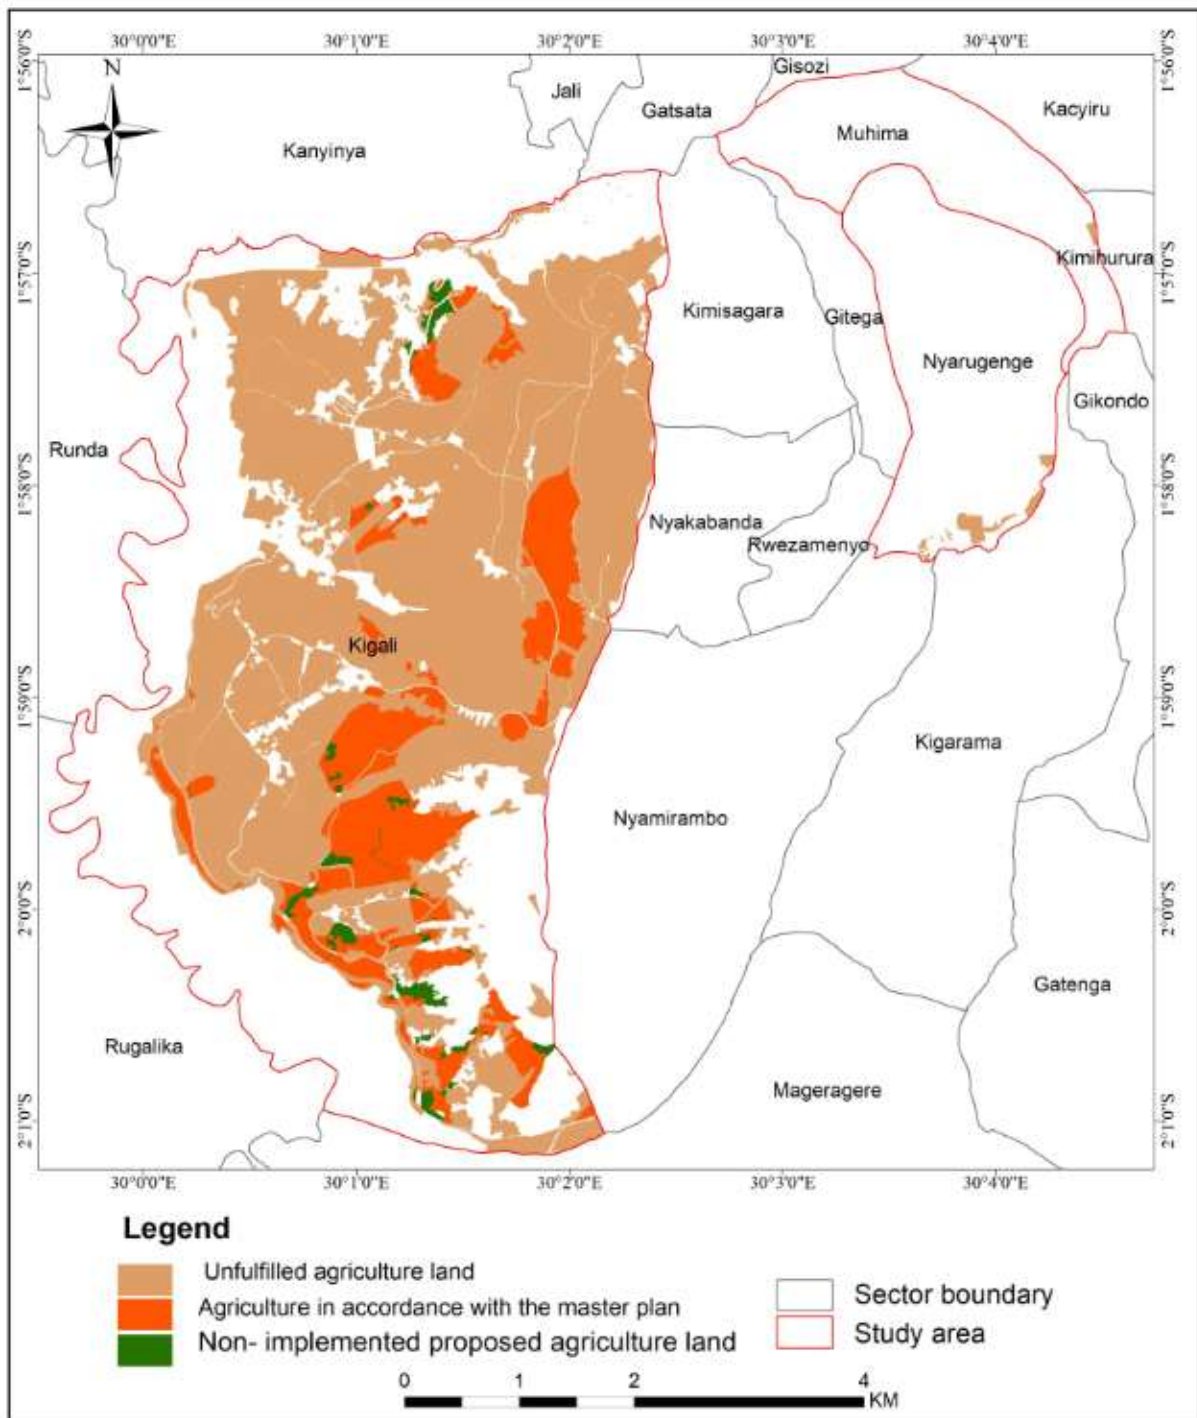 30°0'0"E 30°1'0"E 30°2'0"E 30°3'0"E 30°4'0"E
1°56'0"S 1°56'0"S
N
Gisozi
Jali
Gatsata
Kacyiru
Muhima
Kanyinya
1°57'0"S 1°57'0"S
Kimihurura
Kimisagara
Gitega
Nyarugenge
Gikondo
Runda
1°58'0"S 1°58'0"S
Nyakabanda
Rwezamenyo
Kigali
1°59'0"S 1°59'0"S
Kigarama
Nyamirambo
2°0'0"S 2°0'0"S
Gatenga
Rugalika
Mageragere
2°1'0"S 2°1'0"S
30°0'0"E 30°1'0"E 30°2'0"E 30°3'0"E 30°4'0"E
Legend
Unfulfilled agriculture land
Agriculture in accordance with the master plan
Non- implemented proposed agriculture land
Sector boundary
Study area
0 1 2 4
KM